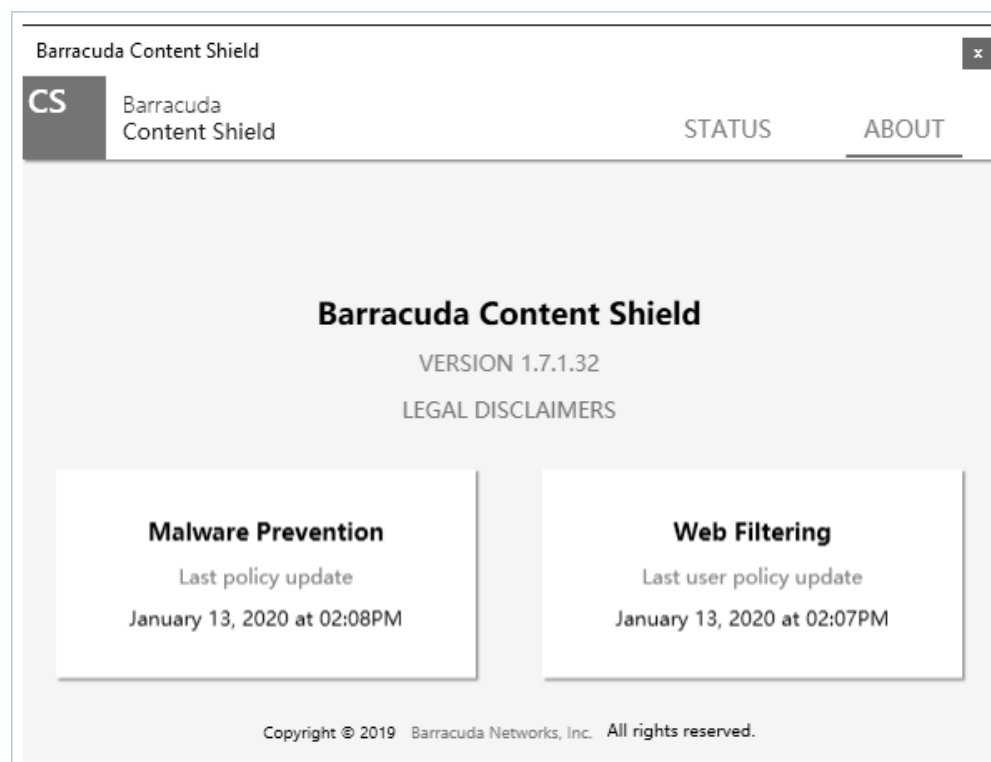 Barracuda Content Shield
x
CS
Barracuda
Content Shield
STATUS ABOUT
Barracuda Content Shield
VERSION 1.7.1.32
LEGAL DISCLAIMERS
Malware Prevention
Last policy update
January 13, 2020 at 02:08PM
Web Filtering
Last user policy update
January 13, 2020 at 02:07PM
Copyright © 2019 Barracuda Networks, Inc. All rights reserved.